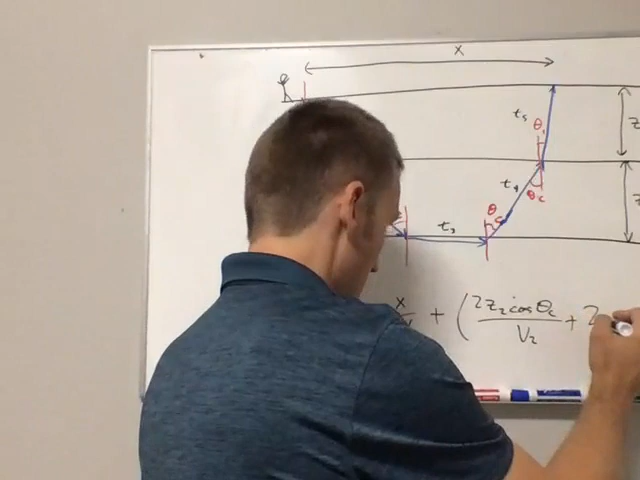 x
t₅
θ₁
z
t₄
θc
θc
z
t₃
x/v + (2z₂cosθc/V₂ + 2